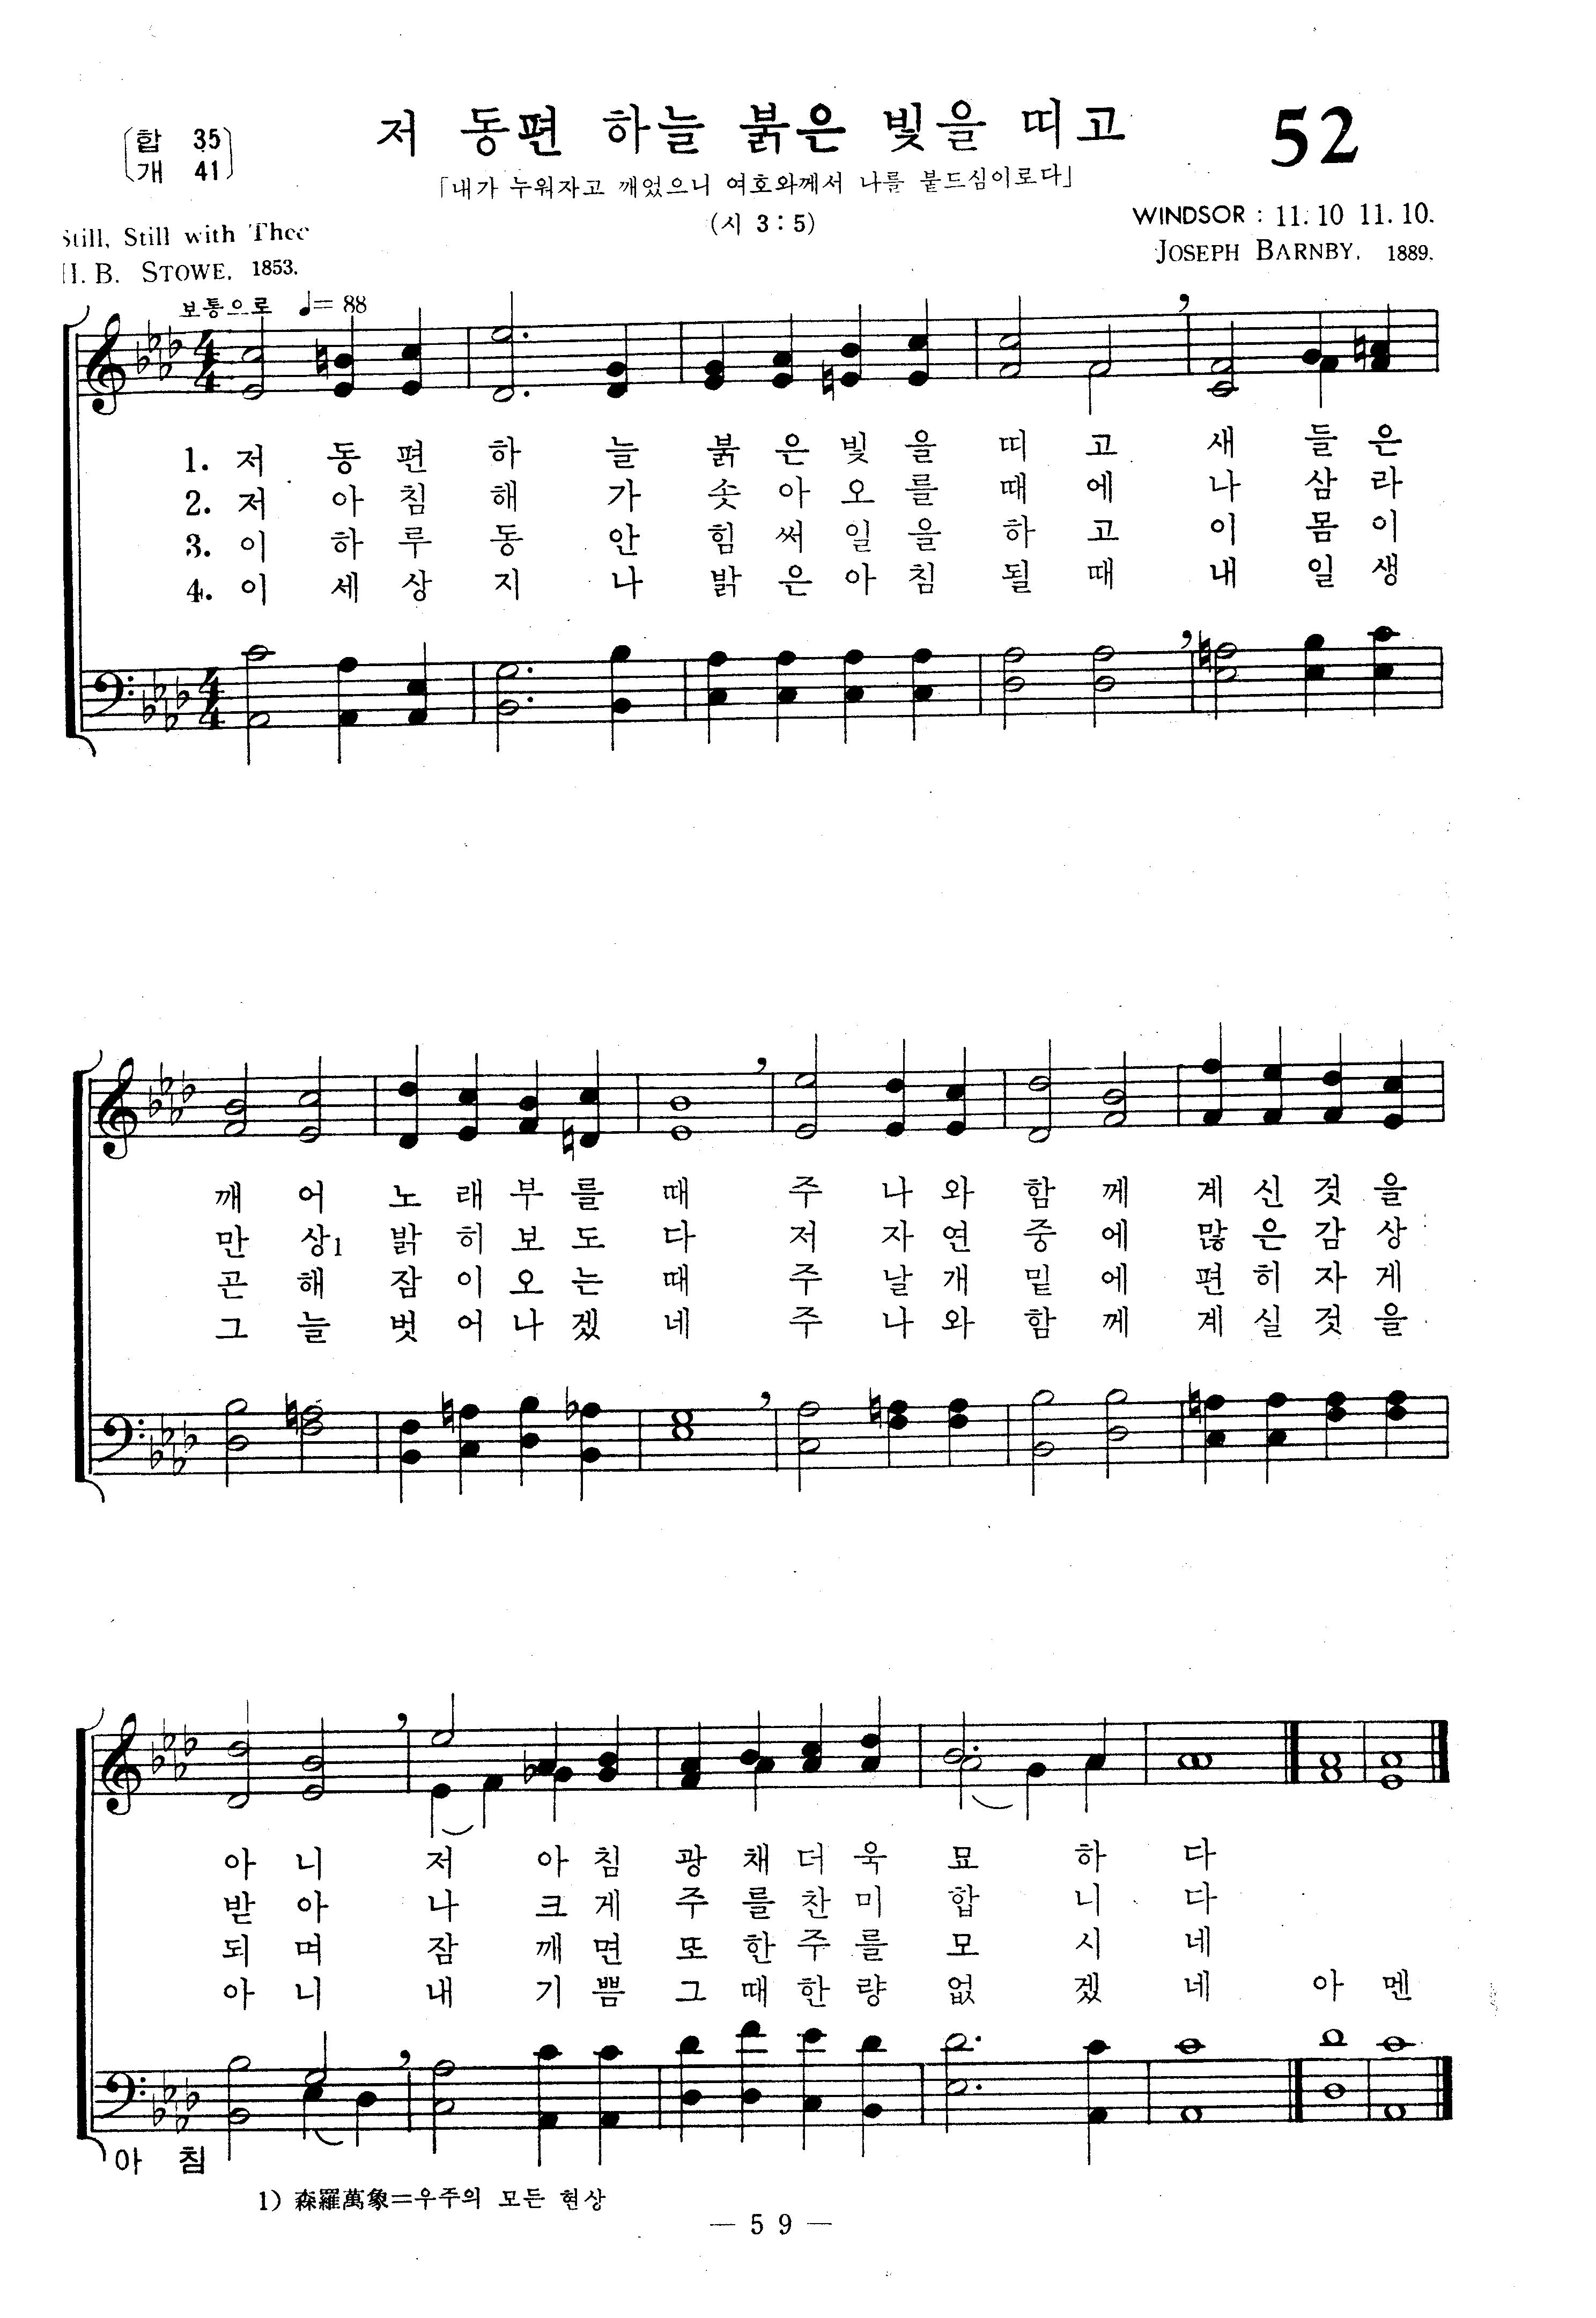 저 동편 하늘 붉은 빛을 띠고
52
합 35
개 41
「내가 누워자고 깨었으니 여호와께서 나를 붙드심이로다」
(시 3 : 5)
Still, Still with Thee
H. B. STOWE, 1853.
WINDSOR : 11. 10 11. 10.
JOSEPH BARNBY, 1889.
보통으로 ♩= 88
1. 저 동 편 하 늘 붉 은 빛 을 띠 고 새 들 은
2. 저 아 침 해 가 솟 아 오 를 때 에 나 삼 라
3. 이 하 루 동 안 힘 써 일 을 하 고 이 몸 이
4. 이 세 상 지 나 밝 은 아 침 될 때 내 일 생
깨 어 노 래 부 를 때 주 나 와 함 께 계 신 것 을
만 상1 밝 히 보 도 다 저 자 연 중 에 많 은 감 상
곤 해 잠 이 오 는 때 주 날 개 밑 에 편 히 자 게
그 늘 벗 어 나 겠 네 주 나 와 함 께 계 실 것 을
아 니 저 아 침 광 채 더 욱 묘 하 다
받 아 나 크 게 주 를 찬 미 합 니 다
되 며 잠 깨 면 또 한 주 를 모 시 네
아 니 내 기 쁨 그 때 한 량 없 겠 네 아 멘
아 침
1) 森羅萬象=우주의 모든 현상
— 5 9 —